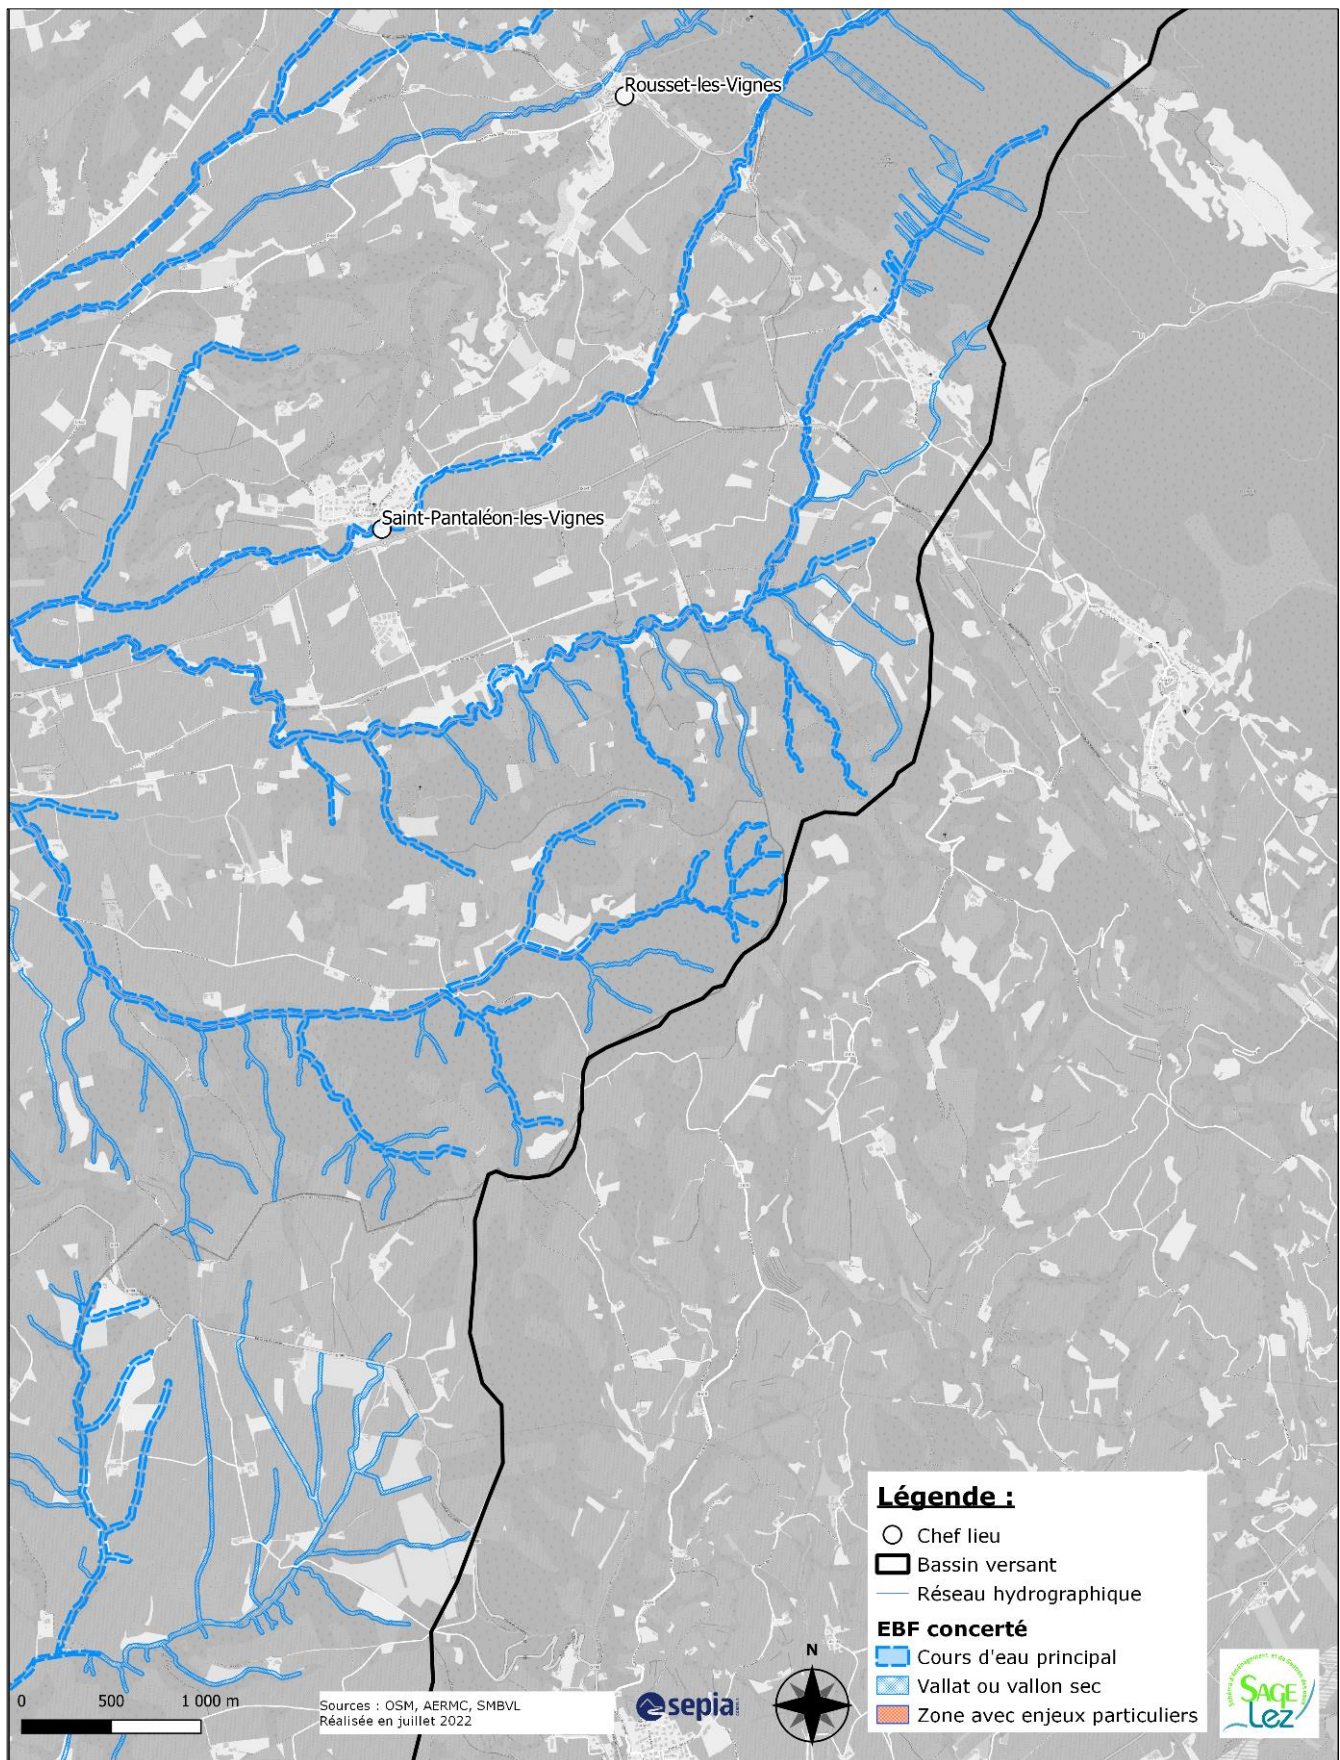 Rousset-les-Vignes
Saint-Pantaléon-les-Vignes
Légende :
Chef lieu
Bassin versant
Réseau hydrographique
EBF concerté
Cours d'eau principal
Vallat ou vallon sec
Zone avec enjeux particuliers
N
0 500 1 000 m
Sources : OSM, AERMC, SMBVL
Réalisée en juillet 2022
sepia
SAGE
Lez